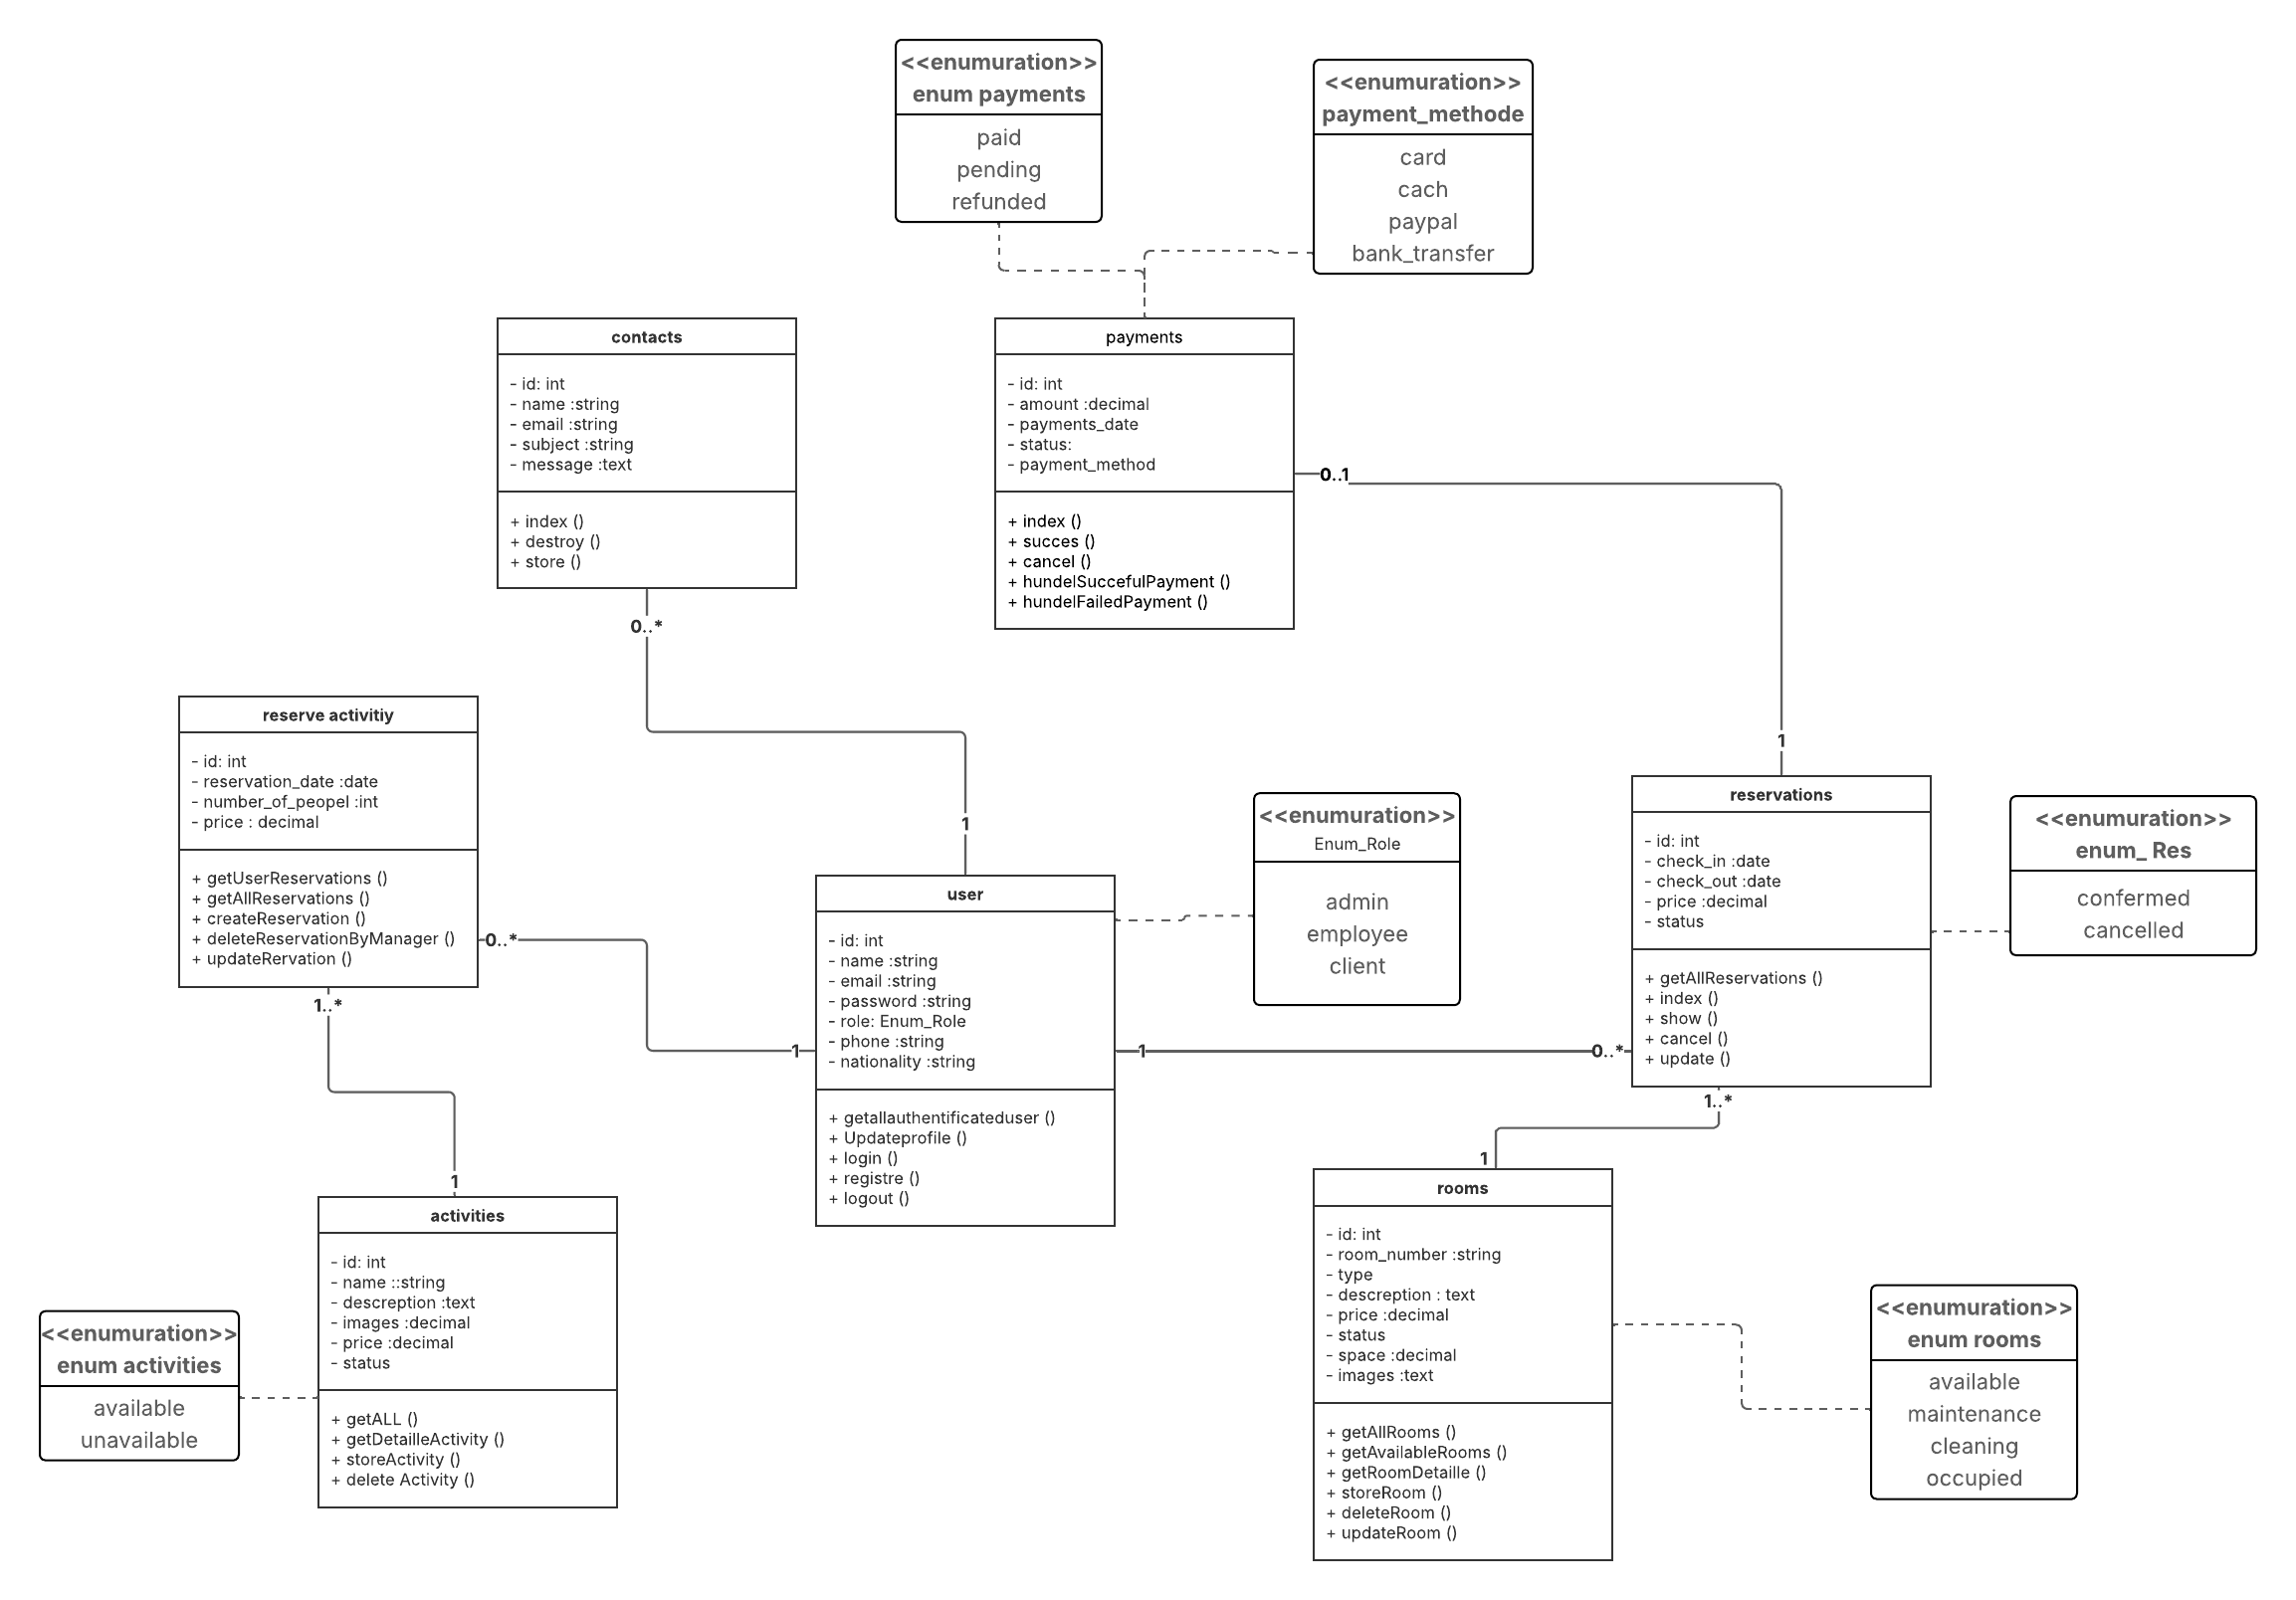 <<enumuration>>
enum payments
paid
pending
refunded
<<enumuration>>
payment_methode
card
cach
paypal
bank_transfer
contacts
- id: int
- name :string
- email :string
- subject :string
- message :text
+ index ()
+ destroy ()
+ store ()
0..*
payments
- id: int
- amount :decimal
- payments_date
- status:
- payment_method
+ index ()
+ succes ()
+ cancel ()
+ hundelSuccefulPayment ()
+ hundelFailedPayment ()
0..1
1
reserve activitiy
- id: int
- reservation_date :date
- number_of_peopel :int
- price : decimal
+ getUserReservations ()
+ getAllReservations ()
+ createReservation ()
+ deleteReservationByManager ()
+ updateRervation ()
0..*
1..*
1
1
user
- id: int
- name :string
- email :string
- password :string
- role: Enum_Role
- phone :string
- nationality :string
+ getallauthentificateduser ()
+ Updateprofile ()
+ login ()
+ registre ()
+ logout ()
1
0..*
<<enumuration>>
Enum_Role
admin
employee
client
reservations
- id: int
- check_in :date
- check_out :date
- price :decimal
- status
+ getAllReservations ()
+ index ()
+ show ()
+ cancel ()
+ update ()
1..*
1
<<enumuration>>
enum_ Res
confermed
cancelled
1
activities
- id: int
- name ::string
- descreption :text
- images :decimal
- price :decimal
- status
+ getALL ()
+ getDetailleActivity ()
+ storeActivity ()
+ delete Activity ()
<<enumuration>>
enum activities
available
unavailable
rooms
- id: int
- room_number :string
- type
- descreption : text
- price :decimal
- status
- space :decimal
- images :text
+ getAllRooms ()
+ getAvailableRooms ()
+ getRoomDetaille ()
+ storeRoom ()
+ deleteRoom ()
+ updateRoom ()
<<enumuration>>
enum rooms
available
maintenance
cleaning
occupied